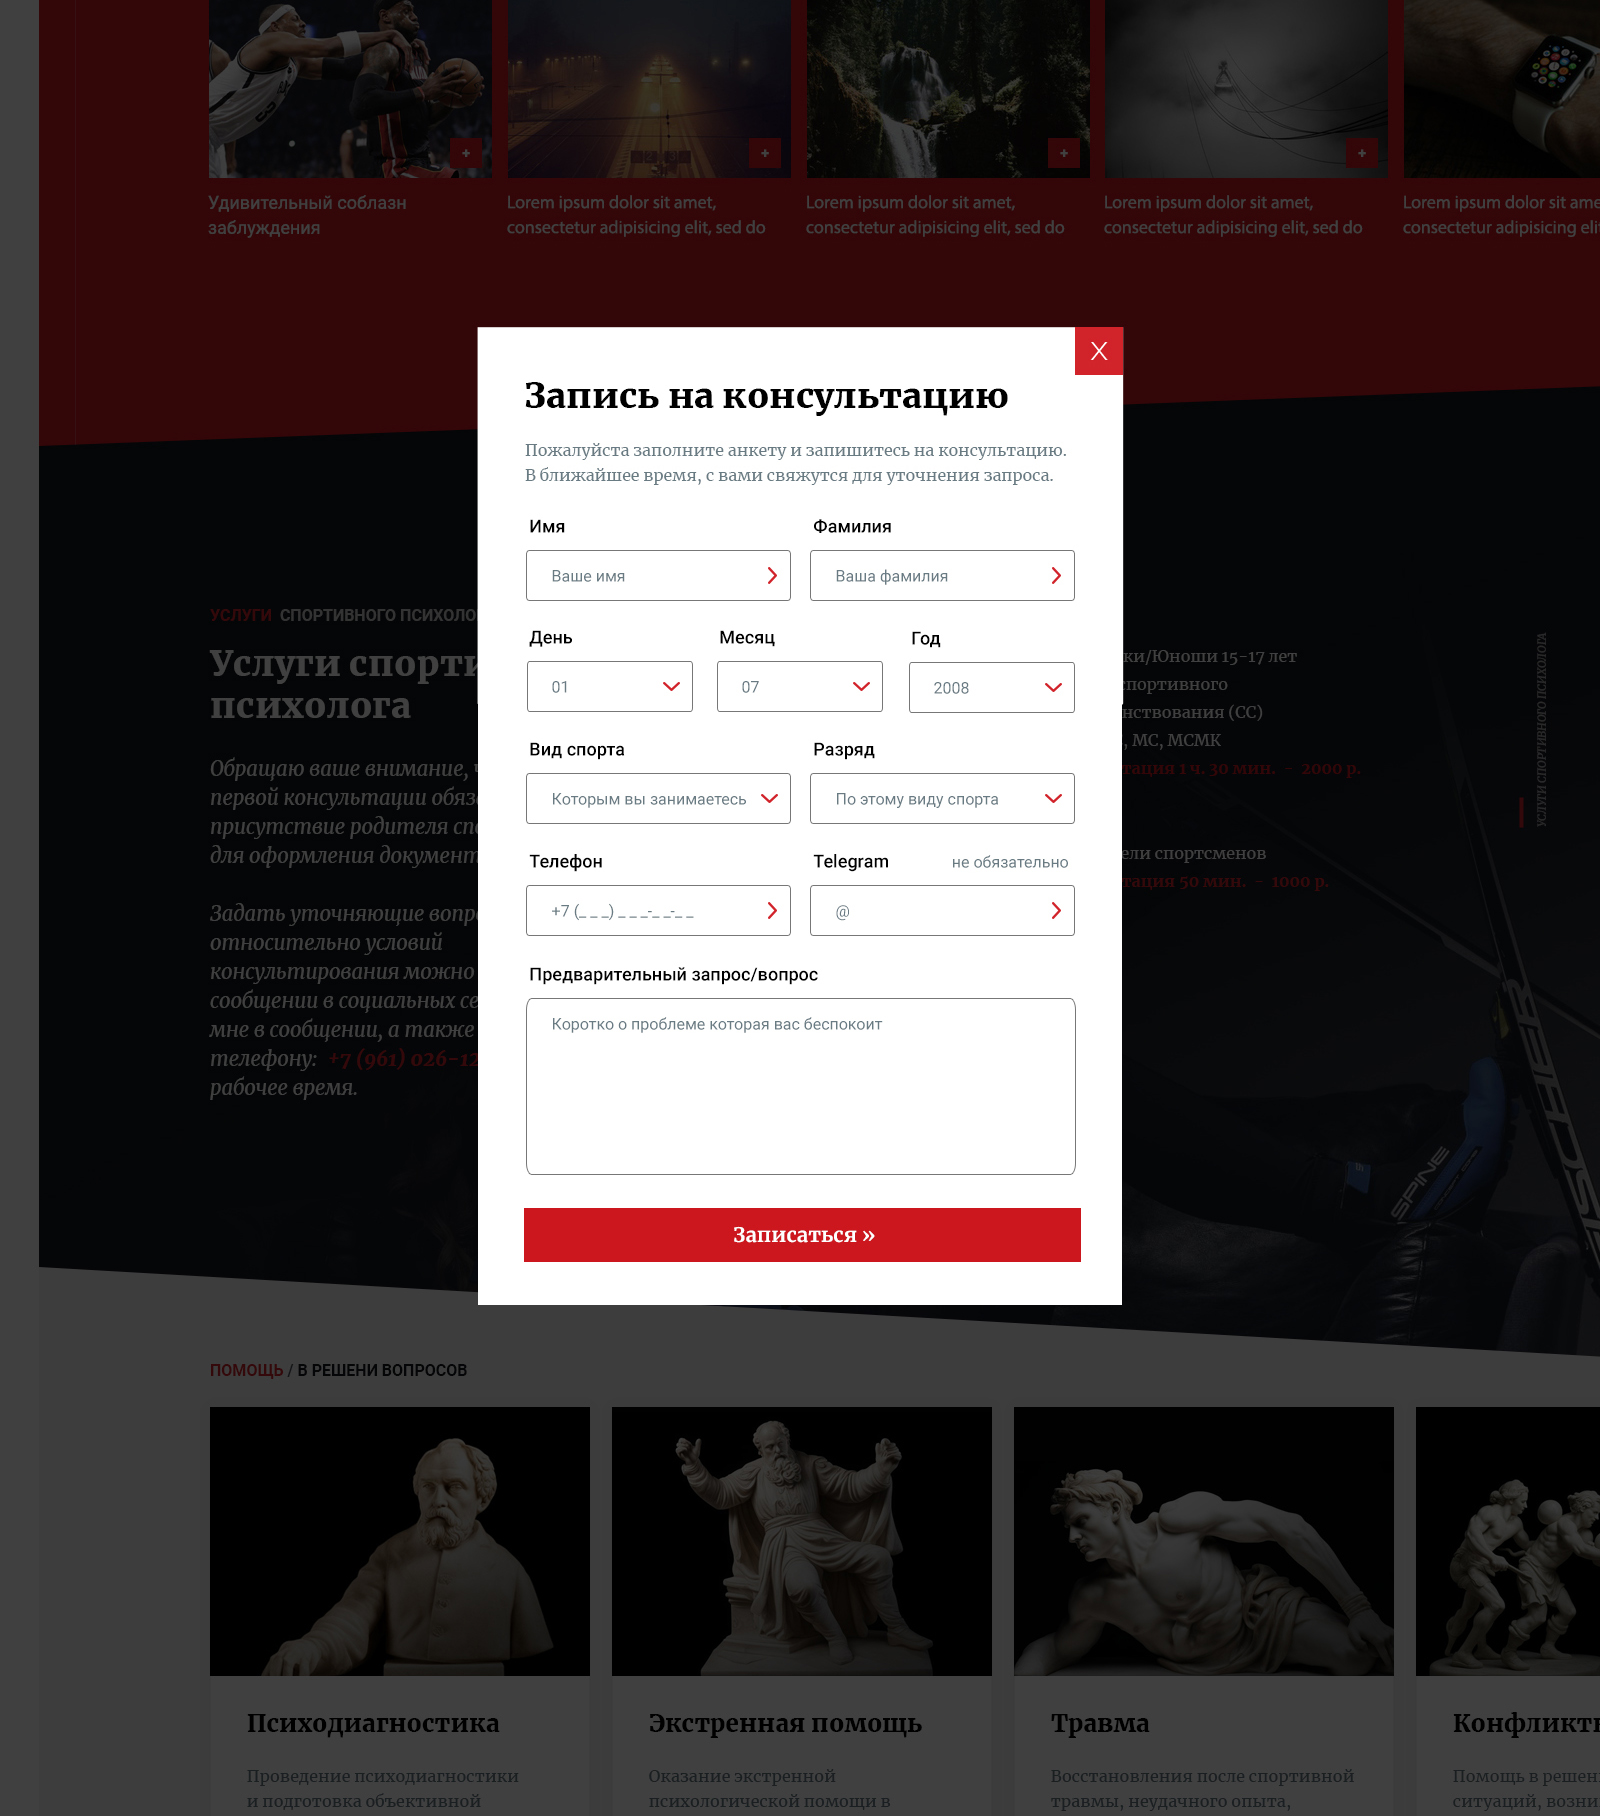 Удивительный соблазн
заблуждения
Lorem ipsum dolor sit amet,
consectetur adipisicing elit, sed do
Lorem ipsum dolor sit amet,
consectetur adipisicing elit, sed do
Lorem ipsum dolor sit amet,
consectetur adipisicing elit, sed do
Lorem ipsum dolor sit ame
consectetur adipisicing eli
X
Запись на консультацию
Пожалуйста заполните анкету и запишитесь на консультацию.
В ближайшее время, с вами свяжутся для уточнения запроса.
Имя
Фамилия
Ваше имя
Ваша фамилия
День
Месяц
Год
01
07
2008
Вид спорта
Разряд
Которым вы занимаетесь
По этому виду спорта
Телефон
Telegram
не обязательно
+7 (_ _ _) _ _ _-_ _-_ _
@
Предварительный запрос/вопрос
Коротко о проблеме которая вас беспокоит
Записаться »
УСЛУГИ СПОРТИВНОГО ПСИХОЛО
Услуги спорти
психолога
Обращаю ваше внимание,
первой консультации обяз
присутствие родителя сп
для оформления документ
Задать уточняющие вопр
относительно условий
консультирования можно
сообщении в социальных се
мне в сообщении, а также
телефону: +7 (961) 026-12
рабочее время.
ки/Юноши 15-17 лет
спортивного
нствования (СС)
, МС, МСМК
тация 1 ч. 30 мин. - 2000 р.
ели спортсменов
тация 50 мин. - 1000 р.
УСЛУГИ СПОРТИВНОГО ПСИХОЛОГА
FISCHER
SPINE
ПОМОЩЬ / В РЕШЕНИ ВОПРОСОВ
Психодиагностика
Проведение психодиагностики
и подготовка объективной
Экстренная помощь
Оказание экстренной
психологической помощи в
Травма
Восстановления после спортивной
травмы, неудачного опыта,
Конфликт
Помощь в решен
ситуаций, возни